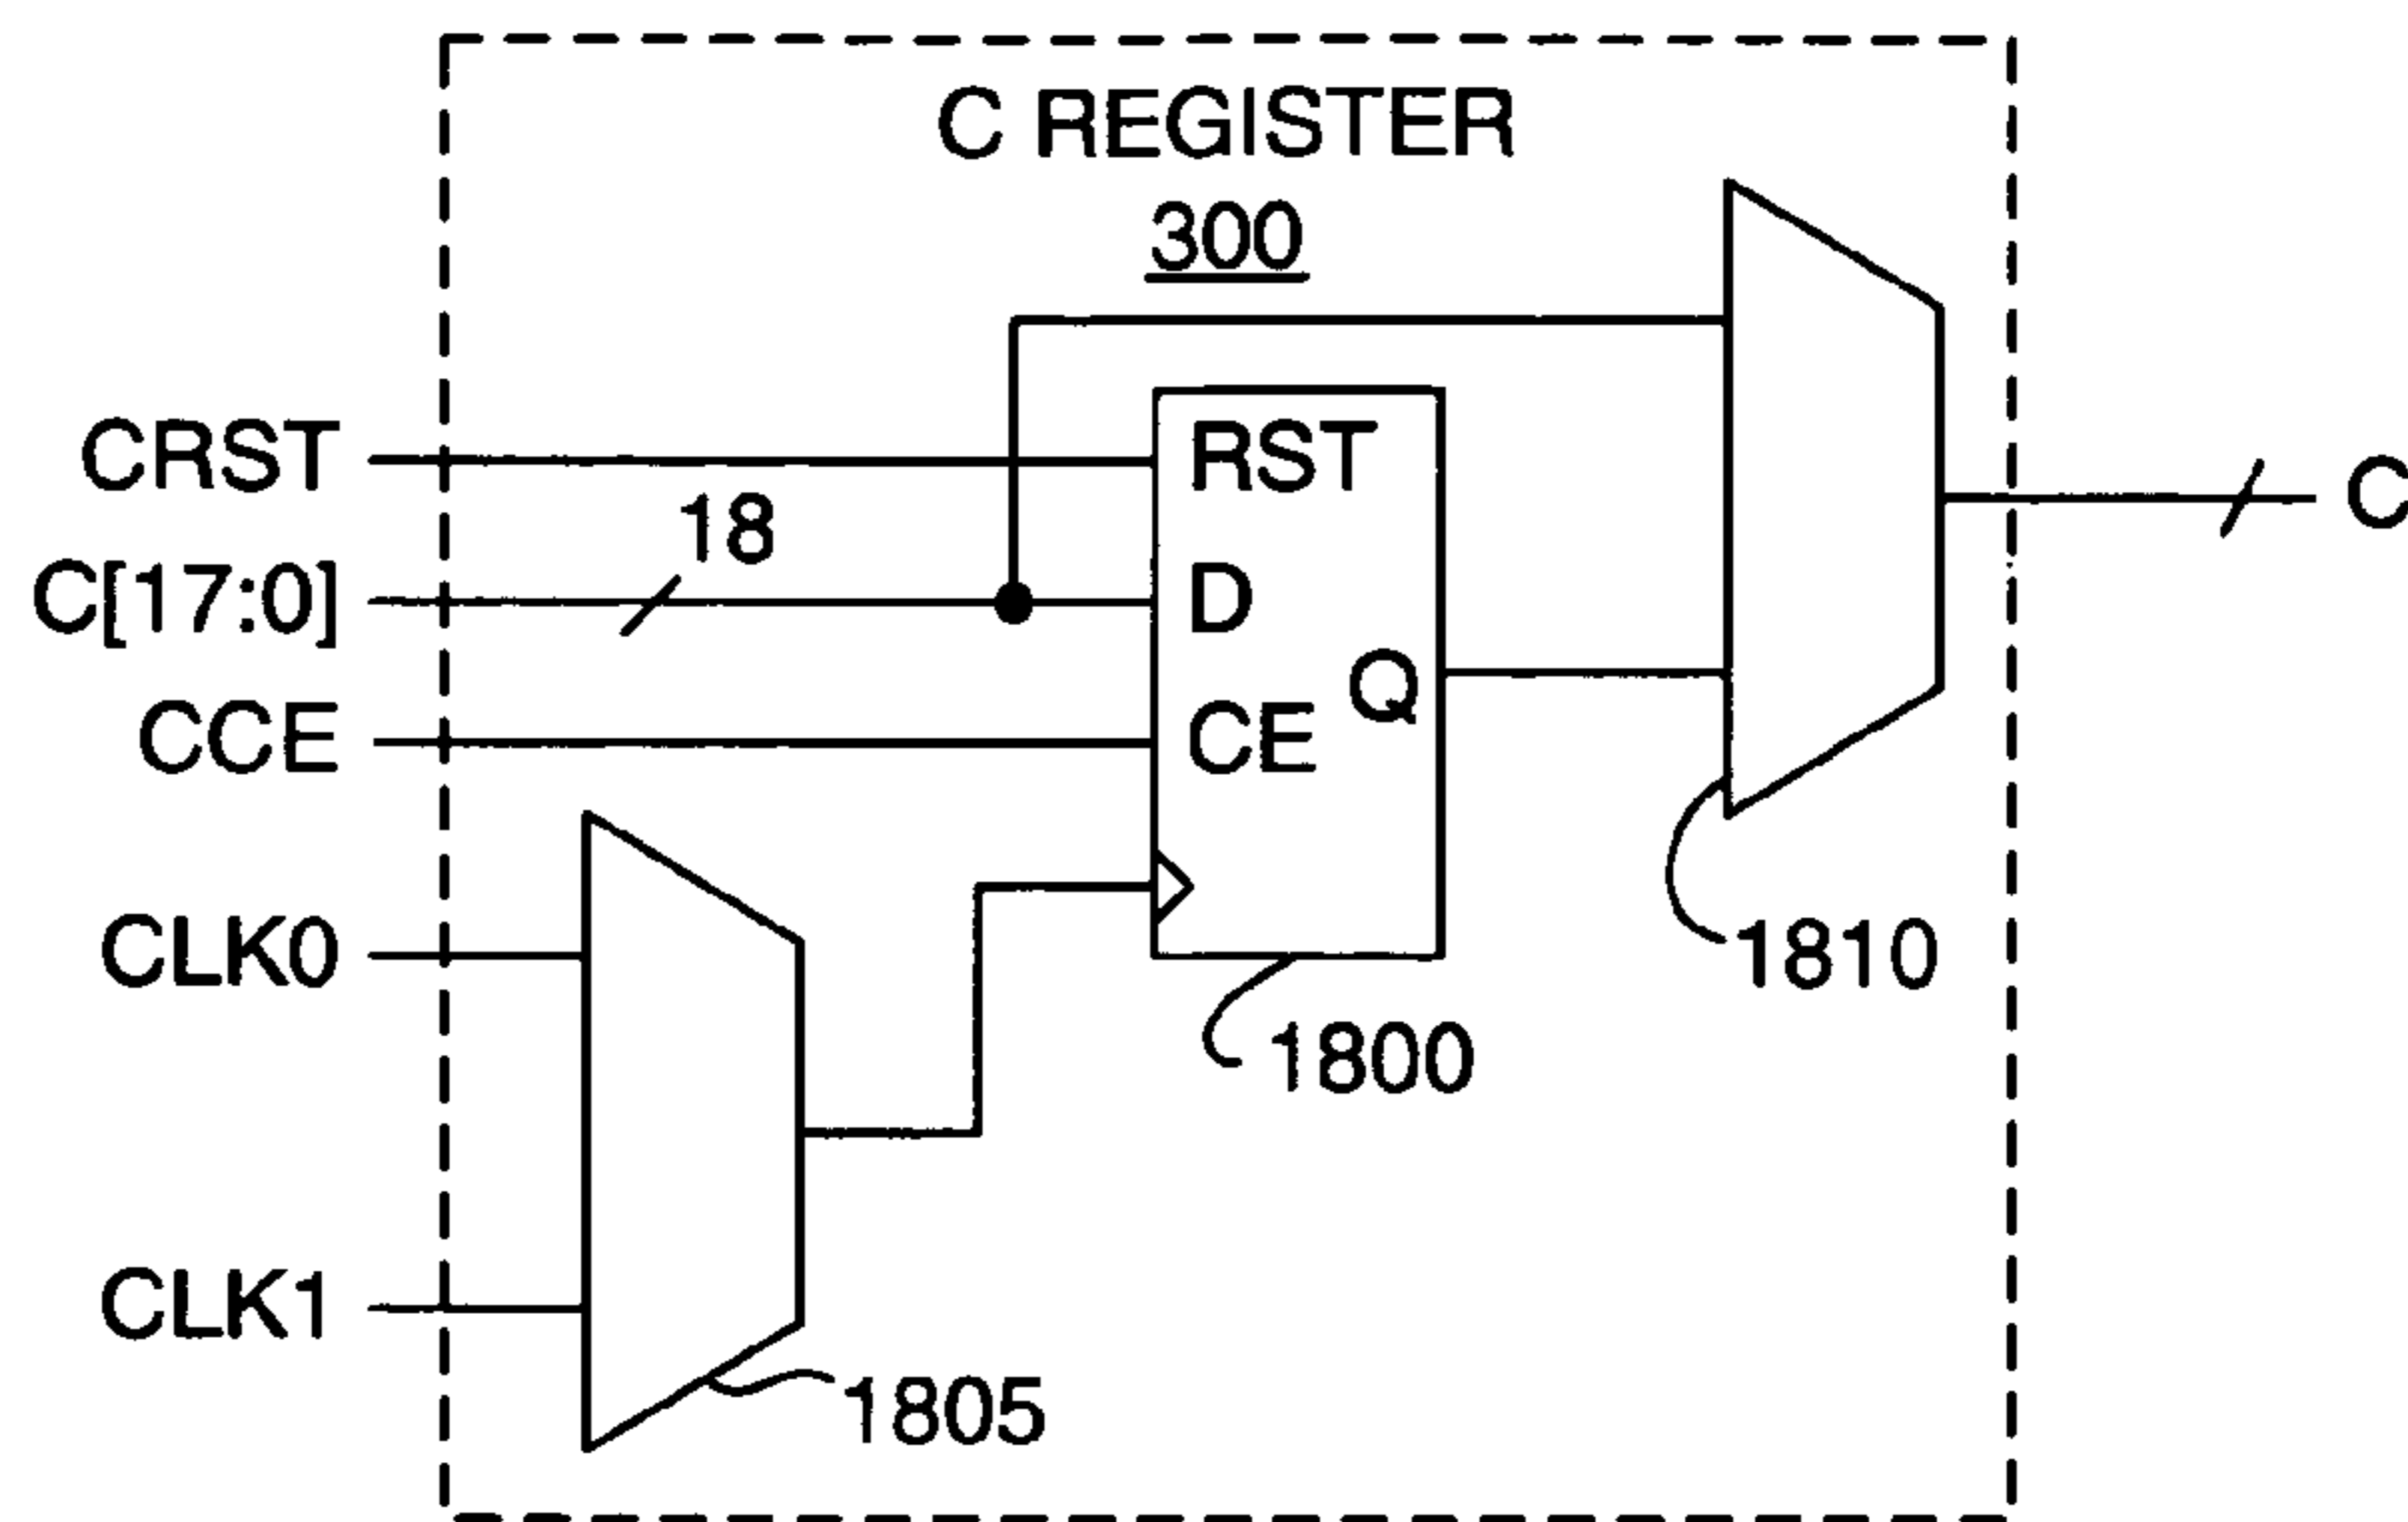 C REGISTER
300
CRST
18
C[17:0]
CCE
CLK0
CLK1
RST
D
CE
Q
C
1810
1800
1805